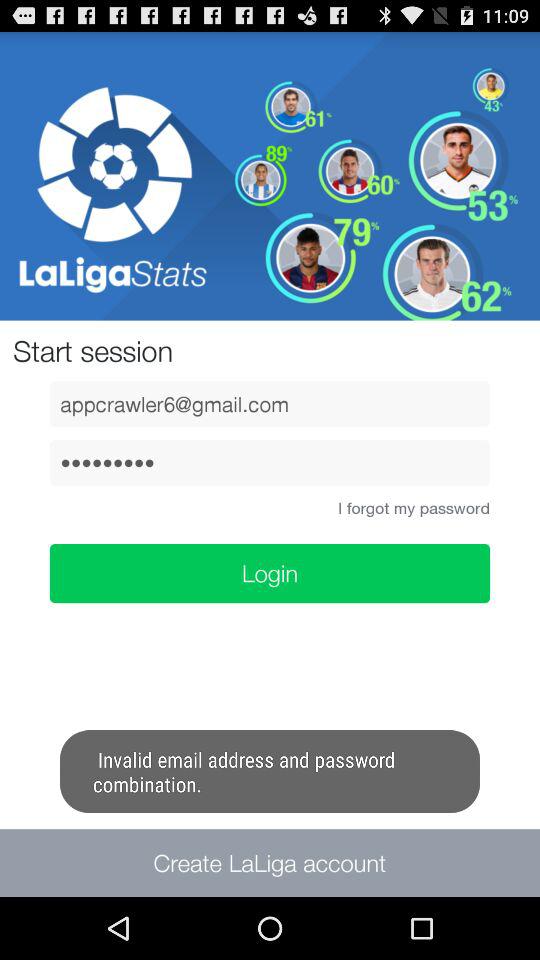 11:09
43%
61%
89%
60%
53%
79%
62%
LaLigaStats
Start session
appcrawler6@gmail.com
•••••••••
I forgot my password
Login
Invalid email address and password
combination.
Create LaLiga account